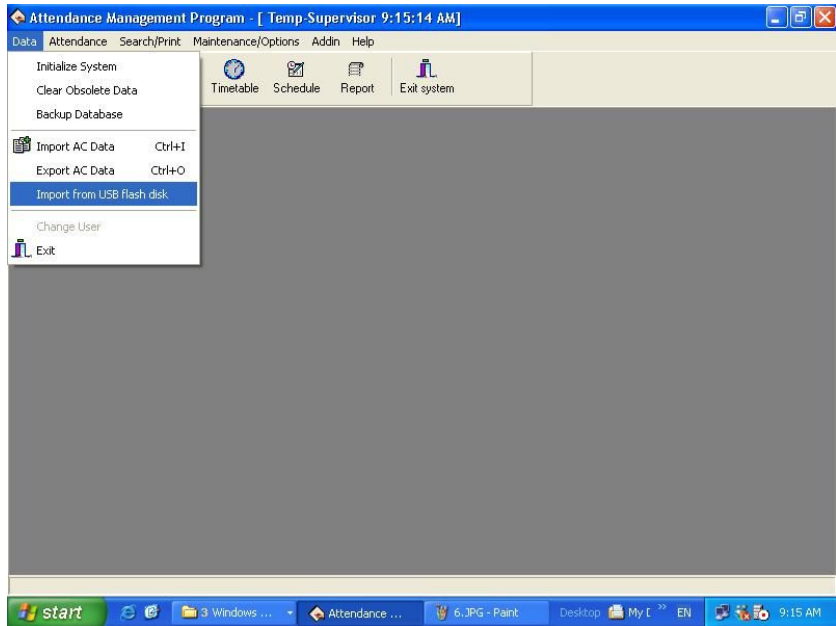 Attendance Management Program - [ Temp-Supervisor 9:15:14 AM]
Data Attendance Search/Print Maintenance/Options Addin Help
Timetable Schedule Report Exit system
Initialize System
Clear Obsolete Data
Backup Database
Import AC Data Ctrl+I
Export AC Data Ctrl+O
Import from USB flash disk
Change User
Exit
start 3 Windows ... Attendance ... 6.JPG - Paint Desktop My D » EN 9:15 AM